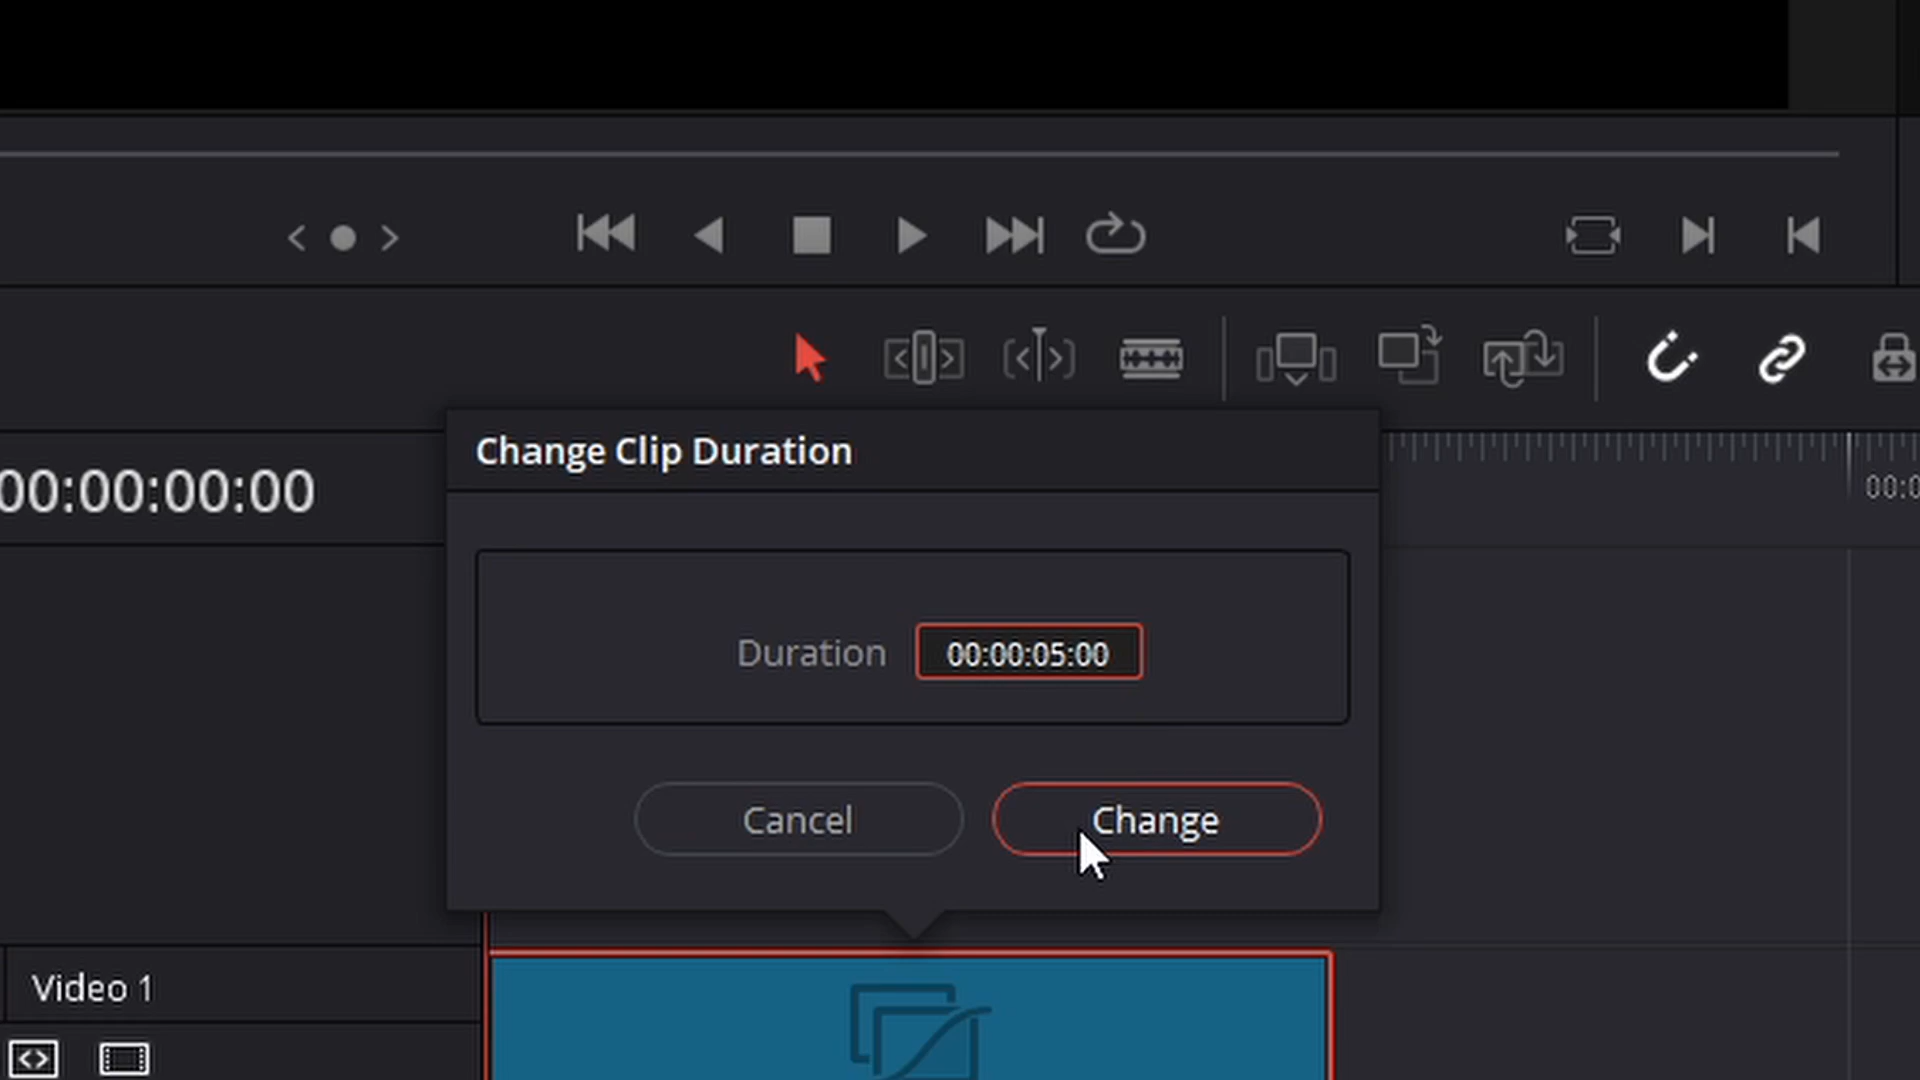 Change Clip Duration
00:00:00:00
Duration 00:00:05:00
Cancel Change
Video 1